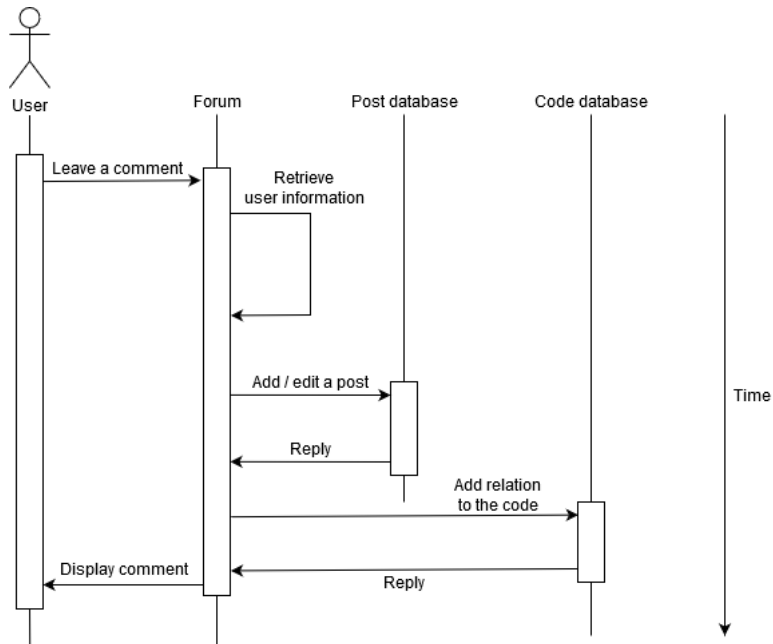 User
Forum
Post database
Code database
Leave a comment
Retrieve
user information
Add / edit a post
Time
Reply
Add relation
to the code
Display comment
Reply